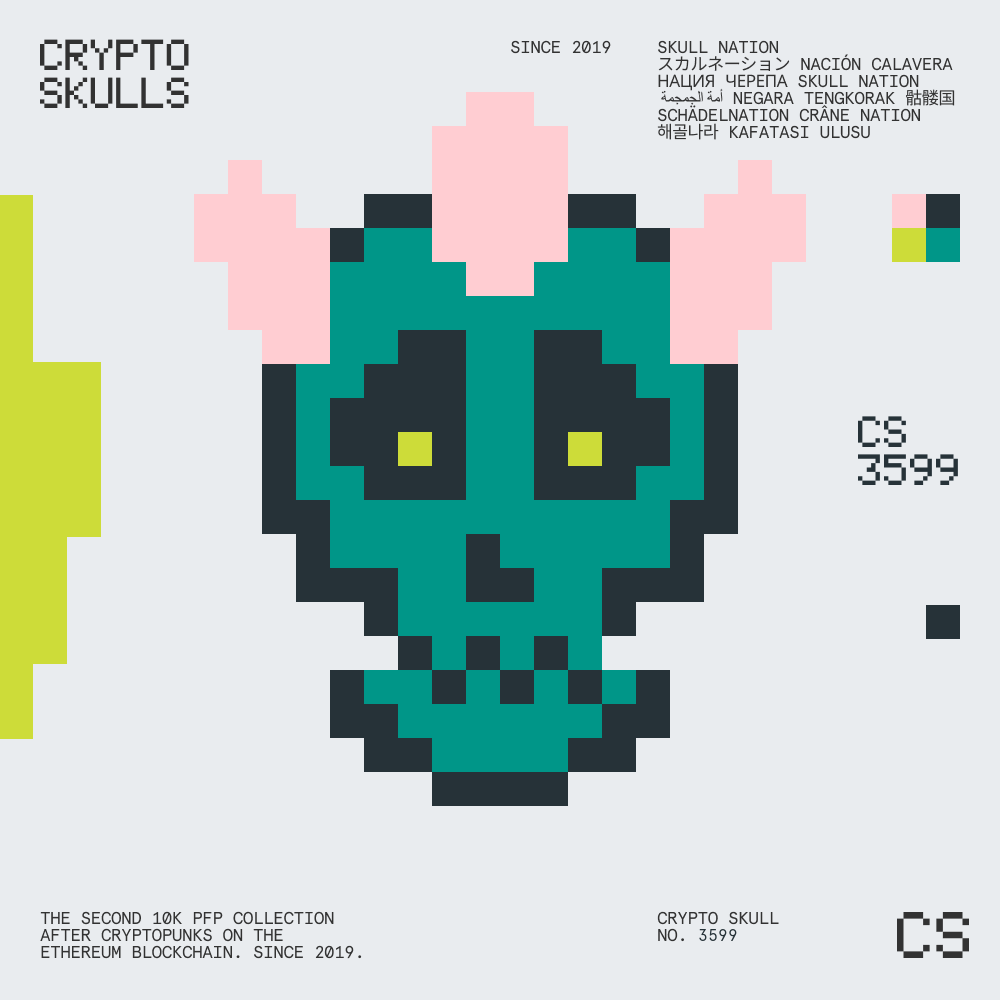 CRYPTO
SKULLS
SINCE 2019
SKULL NATION
スカルネーション NACIÓN CALAVERA
НАЦИЯ ЧЕРЕПА SKULL NATION
أمة الجمجمة NEGARA TENGKORAK 骷髅国
SCHÄDELNATION CRÂNE NATION
해골나라 KAFATASI ULUSU
CS
3599
THE SECOND 10K PFP COLLECTION
AFTER CRYPTOPUNKS ON THE
ETHEREUM BLOCKCHAIN. SINCE 2019.
CRYPTO SKULL
NO. 3599
CS